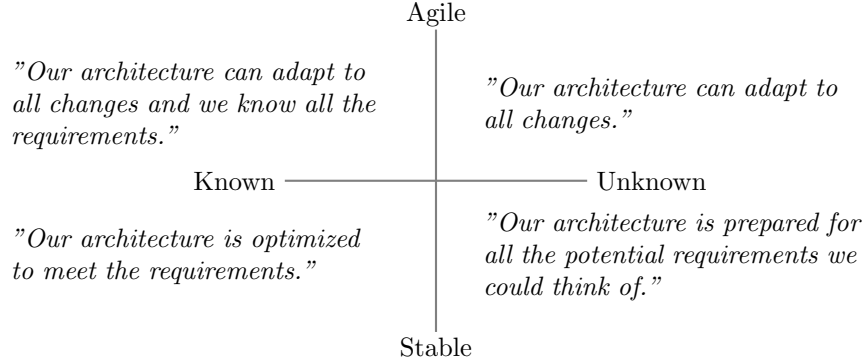 Agile
”Our architecture can adapt to
all changes and we know all the
requirements.”
”Our architecture can adapt to
all changes.”
Known
Unknown
”Our architecture is optimized
to meet the requirements.”
”Our architecture is prepared for
all the potential requirements we
could think of.”
Stable